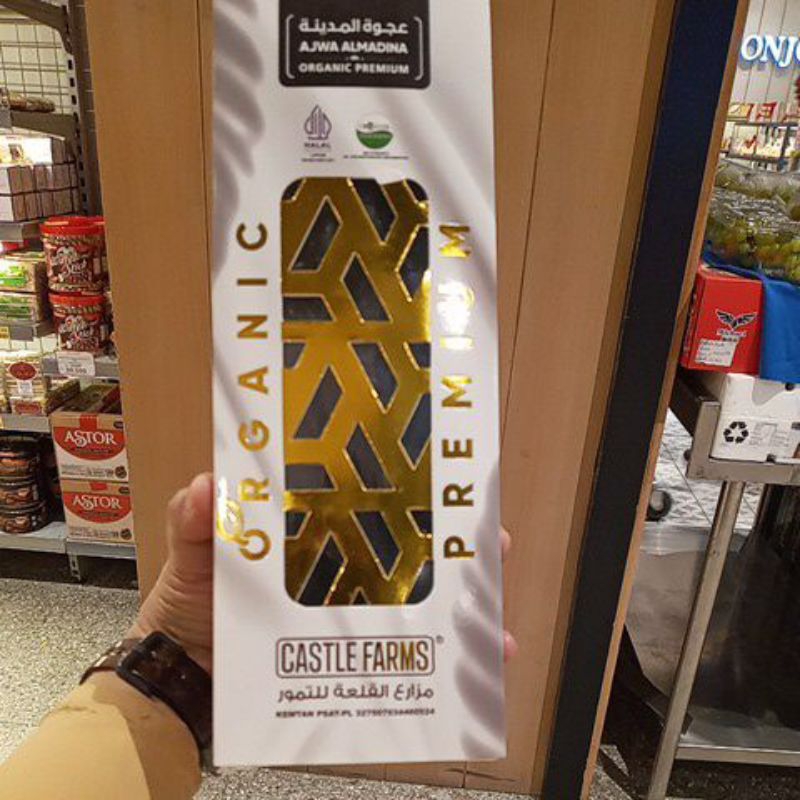 عجوة المدينة
AJWA ALMADINA
ORGANIC PREMIUM
HALAL
ORGANIC
PREMIUM
CASTLE FARMS®
مزارع القلعة للتمور
ASTOR
ASTOR